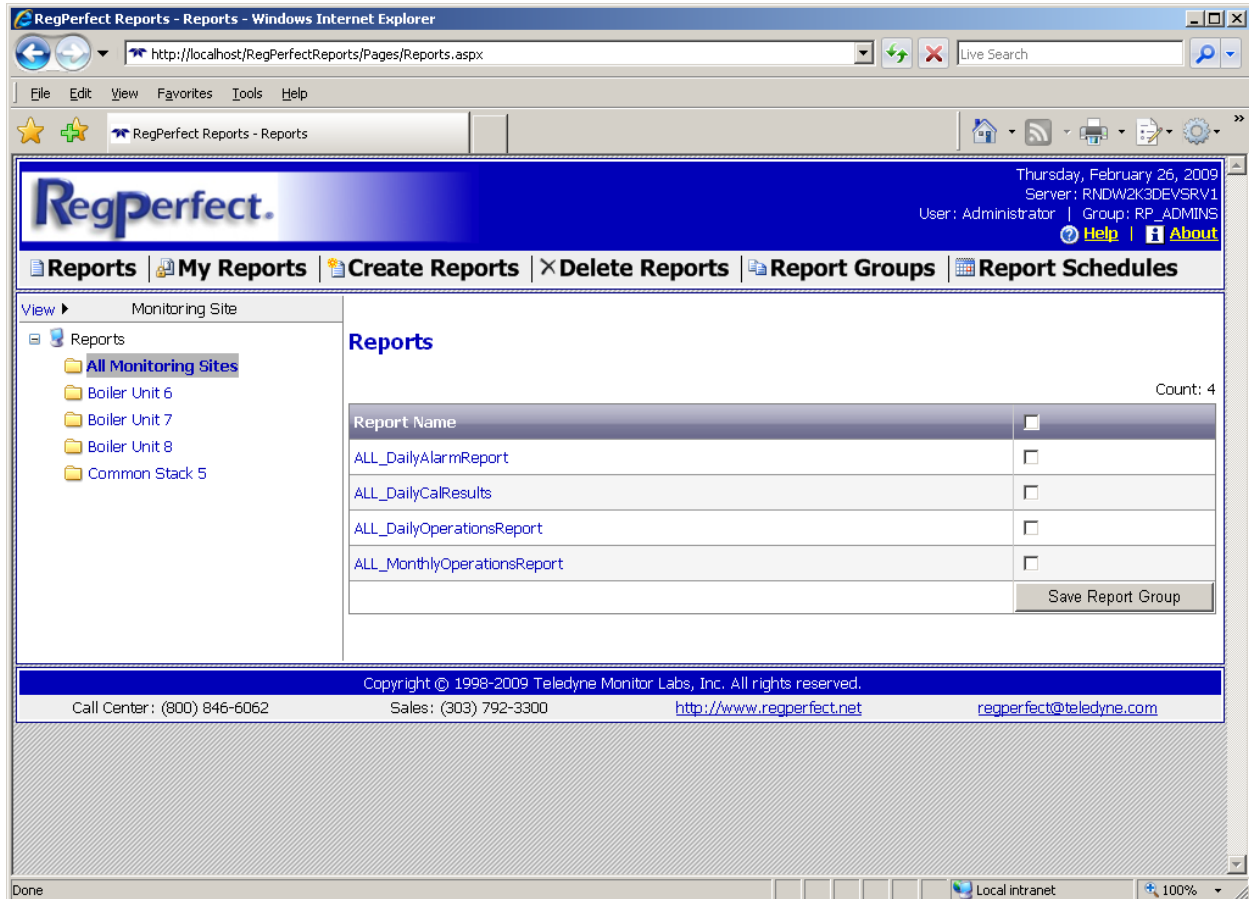 RegPerfect Reports - Reports - Windows Internet Explorer
http://localhost/RegPerfectReports/Pages/Reports.aspx
Live Search
File Edit View Favorites Tools Help
RegPerfect Reports - Reports
»
RegPerfect.
Thursday, February 26, 2009
Server: RNDW2K3DEVSRV1
User: Administrator | Group: RP_ADMINS
Help | About
Reports | My Reports | Create Reports | Delete Reports | Report Groups | Report Schedules
View Monitoring Site
Reports
All Monitoring Sites
Boiler Unit 6
Boiler Unit 7
Boiler Unit 8
Common Stack 5
Reports
Count: 4
Report Name
ALL_DailyAlarmReport
ALL_DailyCalResults
ALL_DailyOperationsReport
ALL_MonthlyOperationsReport
Save Report Group
Copyright © 1998-2009 Teledyne Monitor Labs, Inc. All rights reserved.
Call Center: (800) 846-6062 Sales: (303) 792-3300 http://www.regperfect.net regperfect@teledyne.com
Done Local intranet 100%